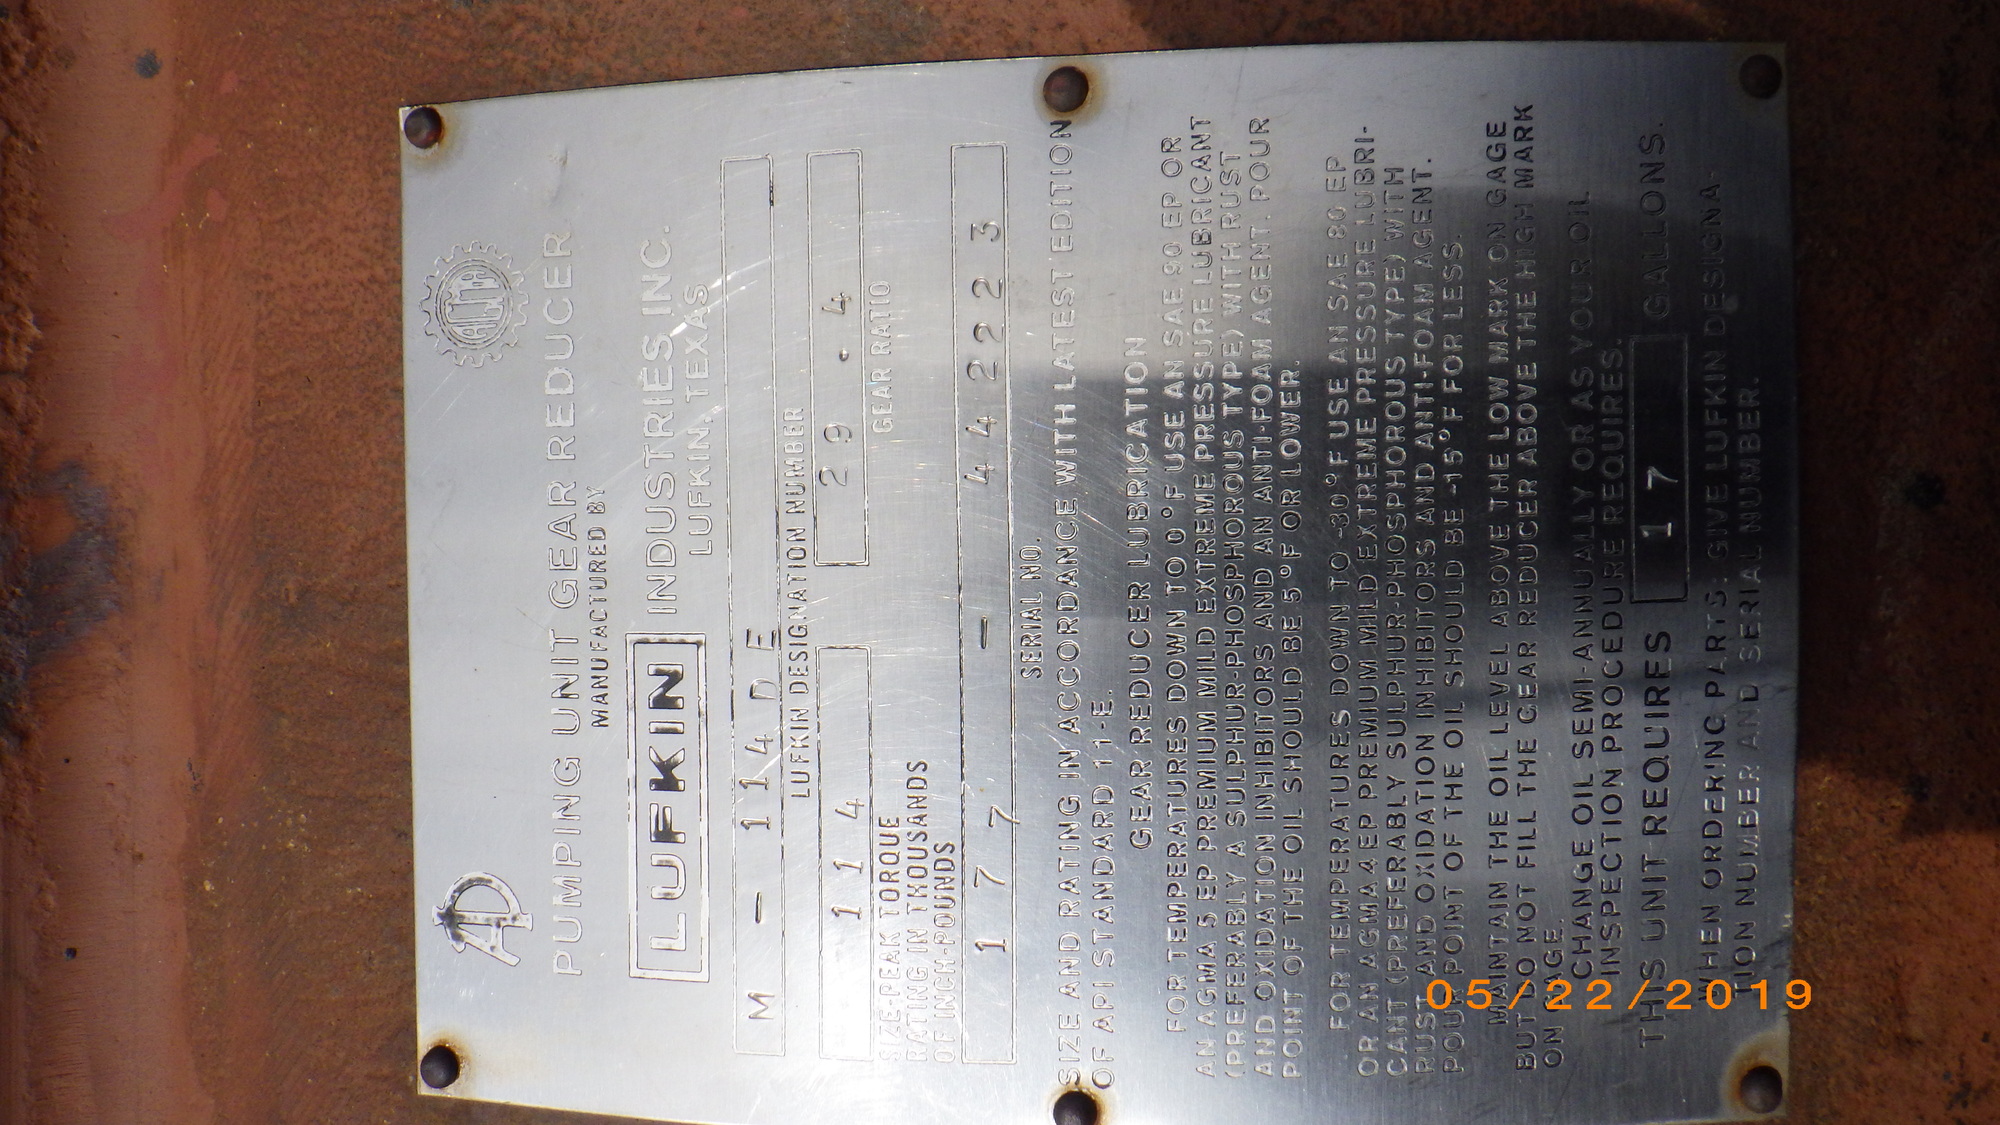 API
AGMA
PUMPING UNIT GEAR REDUCER
MANUFACTURED BY
LUFKIN INDUSTRIES INC.
LUFKIN, TEXAS
M - 114DE
LUFKIN DESIGNATION NUMBER
114 29.4
SIZE-PEAK TORQUE
RATING IN THOUSANDS
OF INCH-POUNDS
GEAR RATIO
177 - 442223
SERIAL NO.
SIZE AND RATING IN ACCORDANCE WITH LATEST EDITION
OF API STANDARD 11-E.
GEAR REDUCER LUBRICATION
FOR TEMPERATURES DOWN TO 0°F USE AN SAE 90 EP OR
AN AGMA 5 EP PREMIUM MILD EXTREME PRESSURE LUBRICANT
(PREFERABLY A SULPHUR-PHOSPHOROUS TYPE) WITH RUST
AND OXIDATION INHIBITORS AND AN ANTI-FOAM AGENT. POUR
POINT OF THE OIL SHOULD BE 5°F OR LOWER.
FOR TEMPERATURES DOWN TO -30°F USE AN SAE 80 EP
OR AN AGMA 4 EP PREMIUM MILD EXTREME PRESSURE LUBRI-
CANT (PREFERABLY SULPHUR-PHOSPHOROUS TYPE) WITH
RUST AND OXIDATION INHIBITORS AND ANTI-FOAM AGENT.
POUR POINT OF THE OIL SHOULD BE -15°F FOR LESS.
MAINTAIN THE OIL LEVEL ABOVE THE LOW MARK ON GAGE
BUT DO NOT FILL THE GEAR REDUCER ABOVE THE HIGH MARK
ON GAGE.
CHANGE OIL SEMI-ANNUALLY OR AS YOUR OIL
INSPECTION PROCEDURE REQUIRES.
THIS UNIT REQUIRES 17 GALLONS.
WHEN ORDERING PARTS: GIVE LUFKIN DESIGNA-
TION NUMBER AND SERIAL NUMBER.
05/22/2019